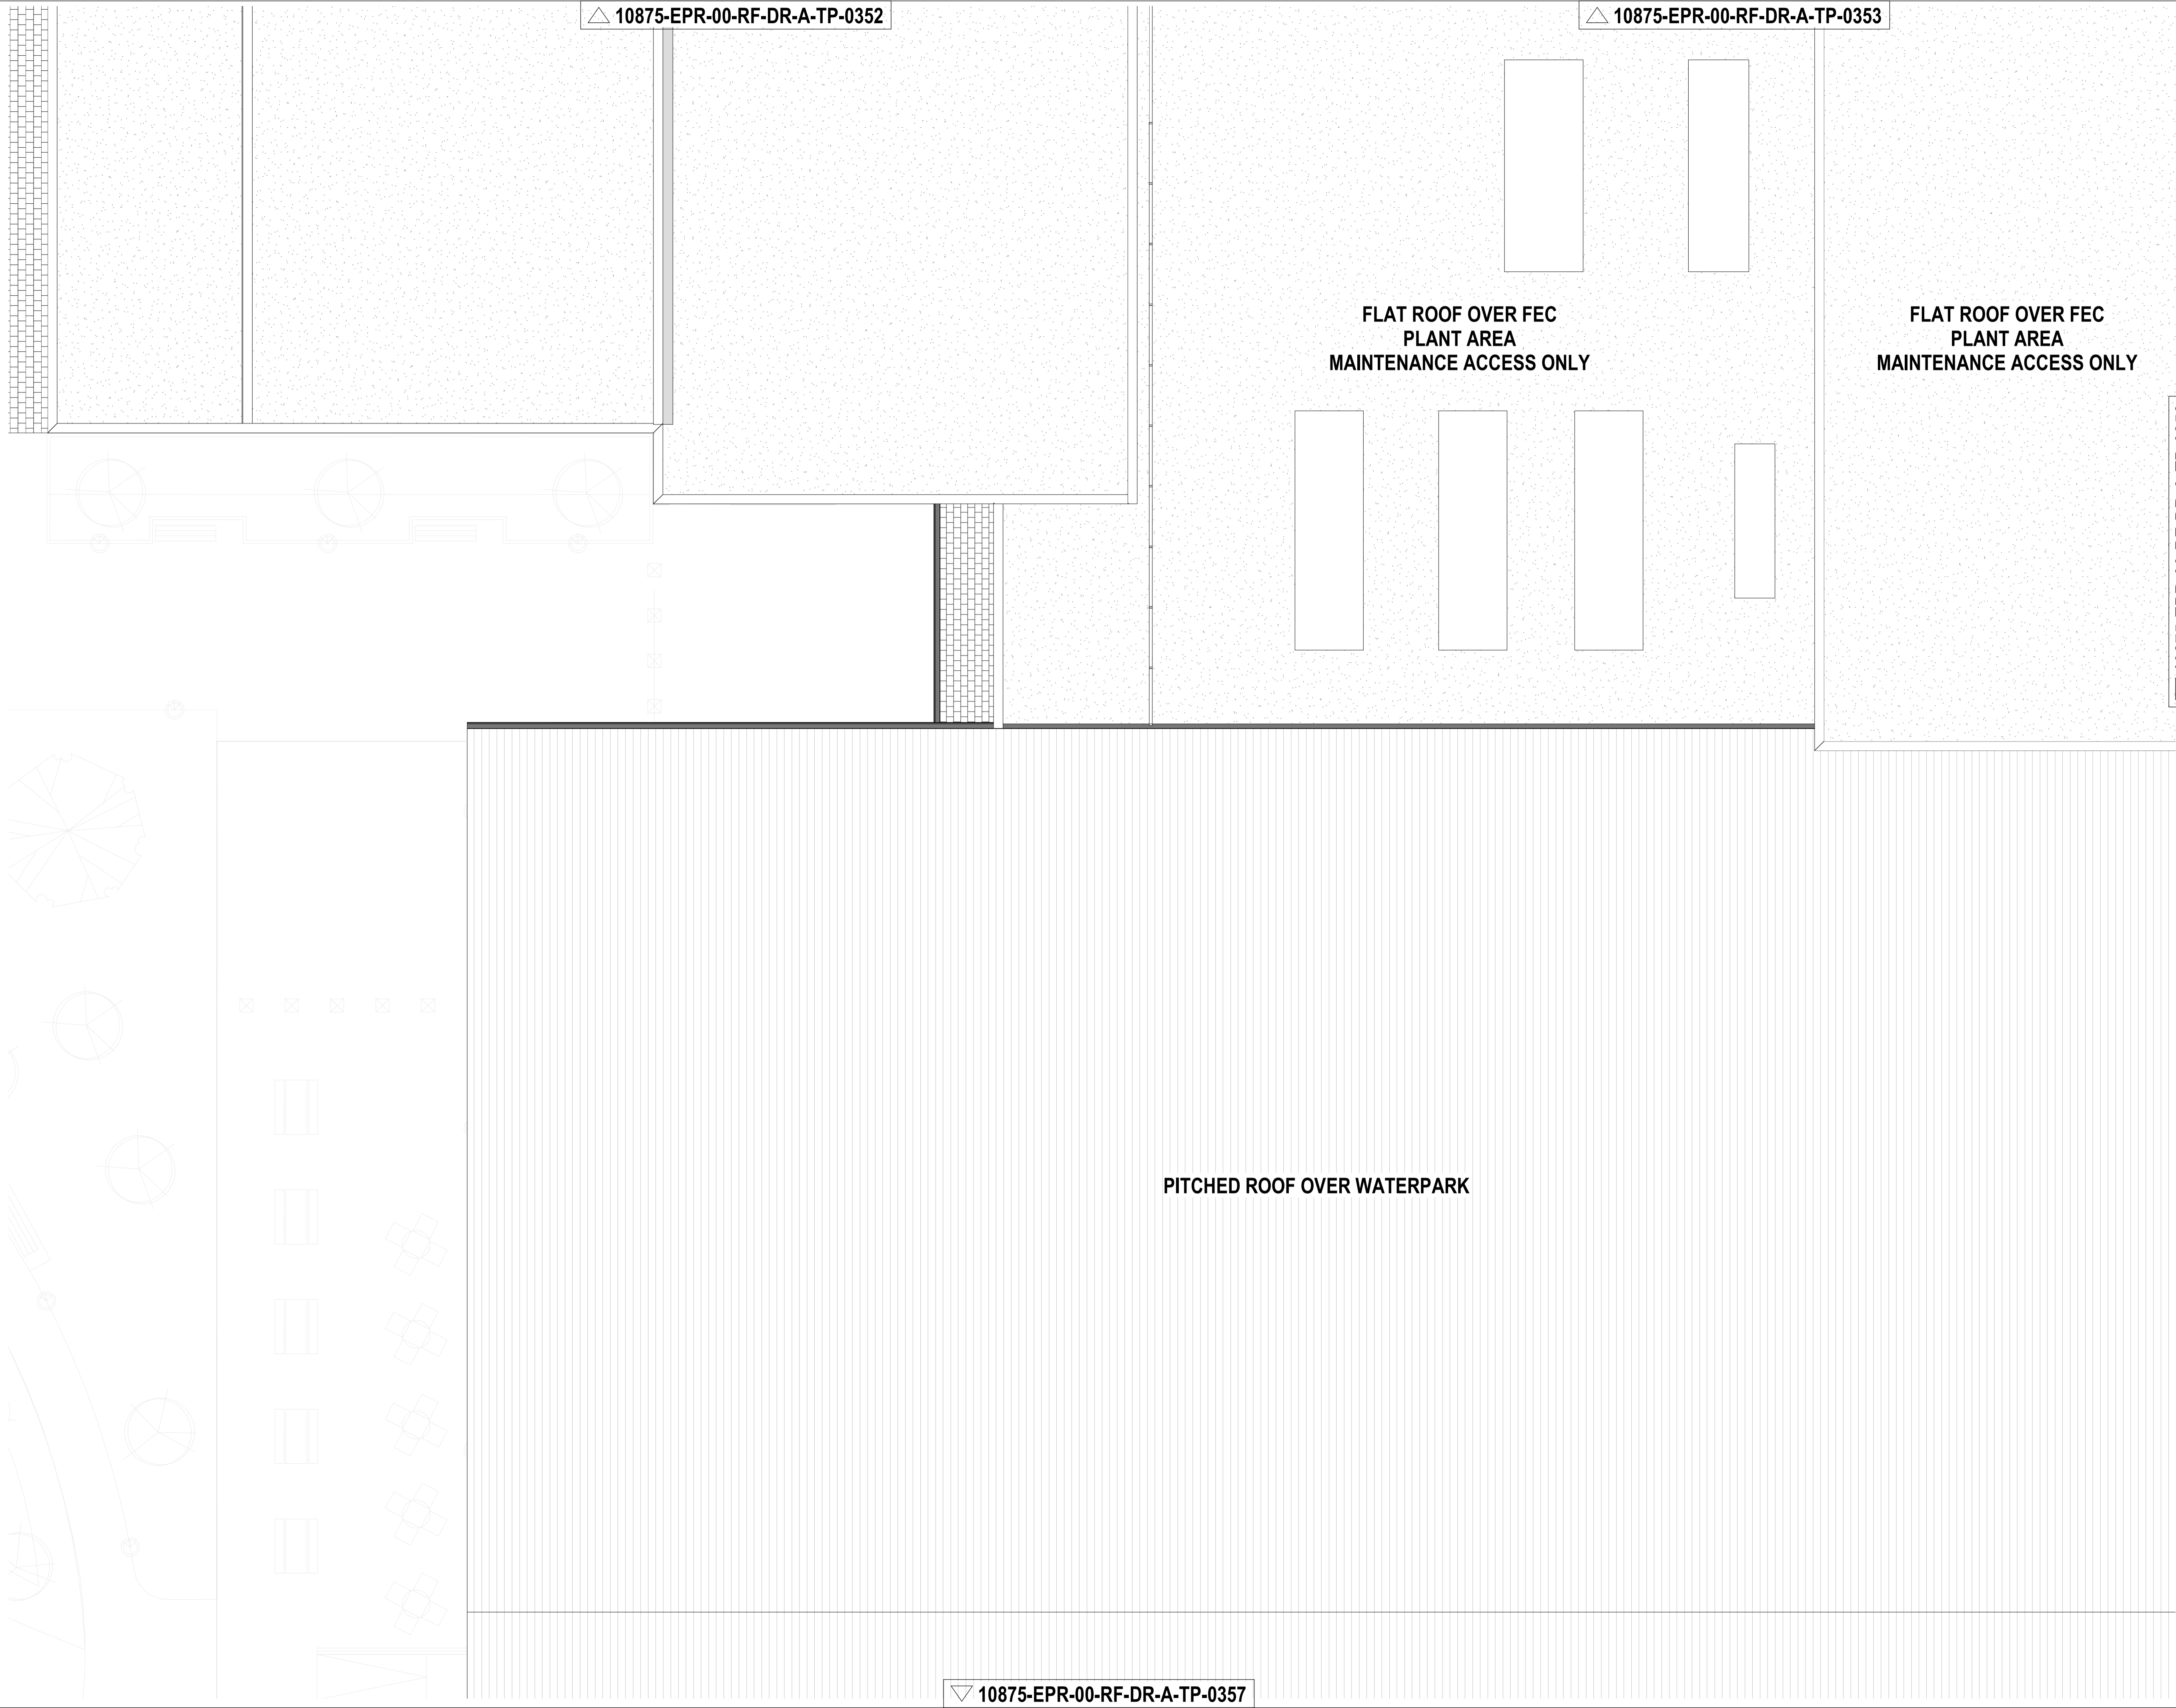 10875-EPR-00-RF-DR-A-TP-0352
10875-EPR-00-RF-DR-A-TP-0353
FLAT ROOF OVER FEC
PLANT AREA
MAINTENANCE ACCESS ONLY
FLAT ROOF OVER FEC
PLANT AREA
MAINTENANCE ACCESS ONLY
PITCHED ROOF OVER WATERPARK
10875-EPR-00-RF-DR-A-TP-0357